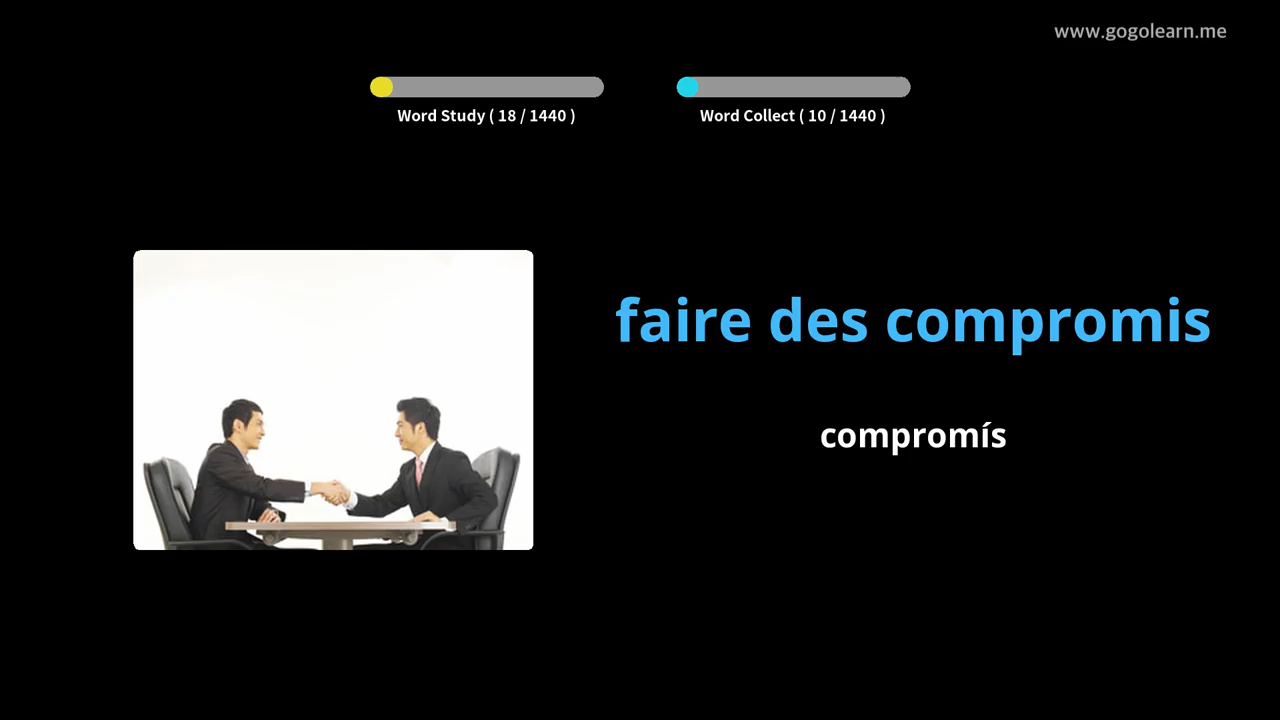 www.gogolearn.me
Word Study ( 18 / 1440 )
Word Collect ( 10 / 1440 )
faire des compromis
compromís